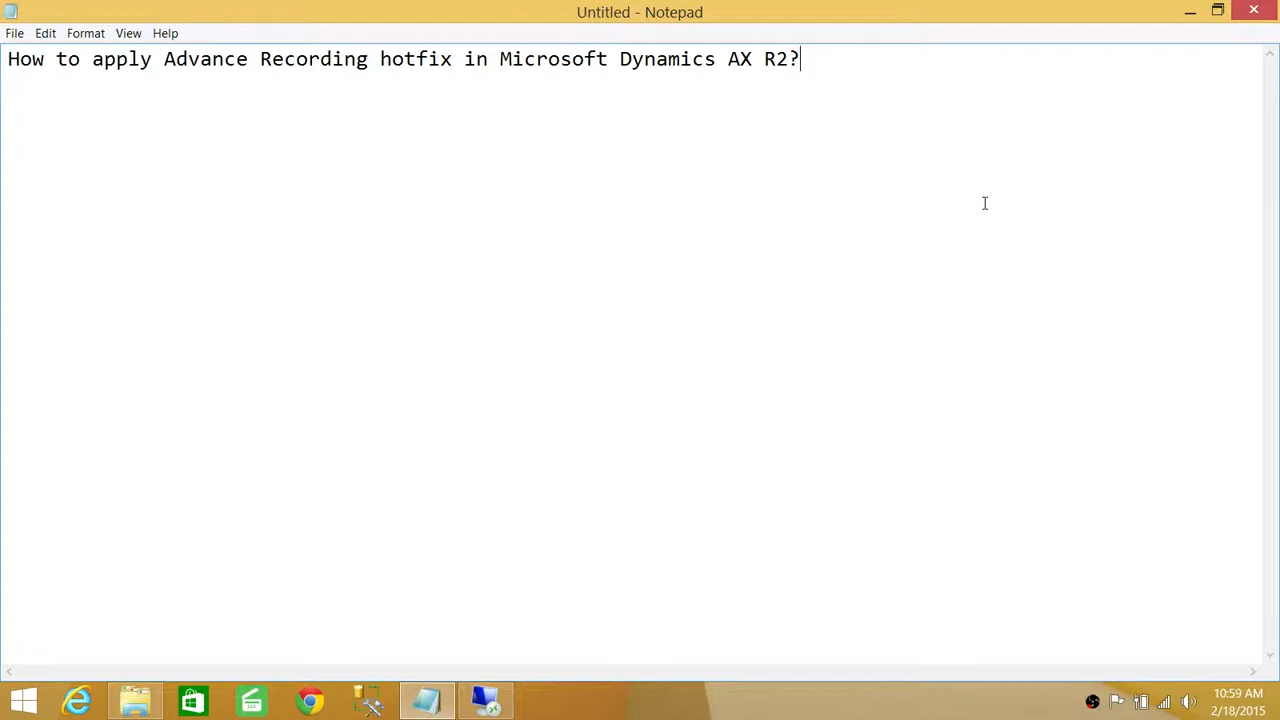 Untitled - Notepad
File Edit Format View Help
How to apply Advance Recording hotfix in Microsoft Dynamics AX R2?
10:59 AM
2/18/2015